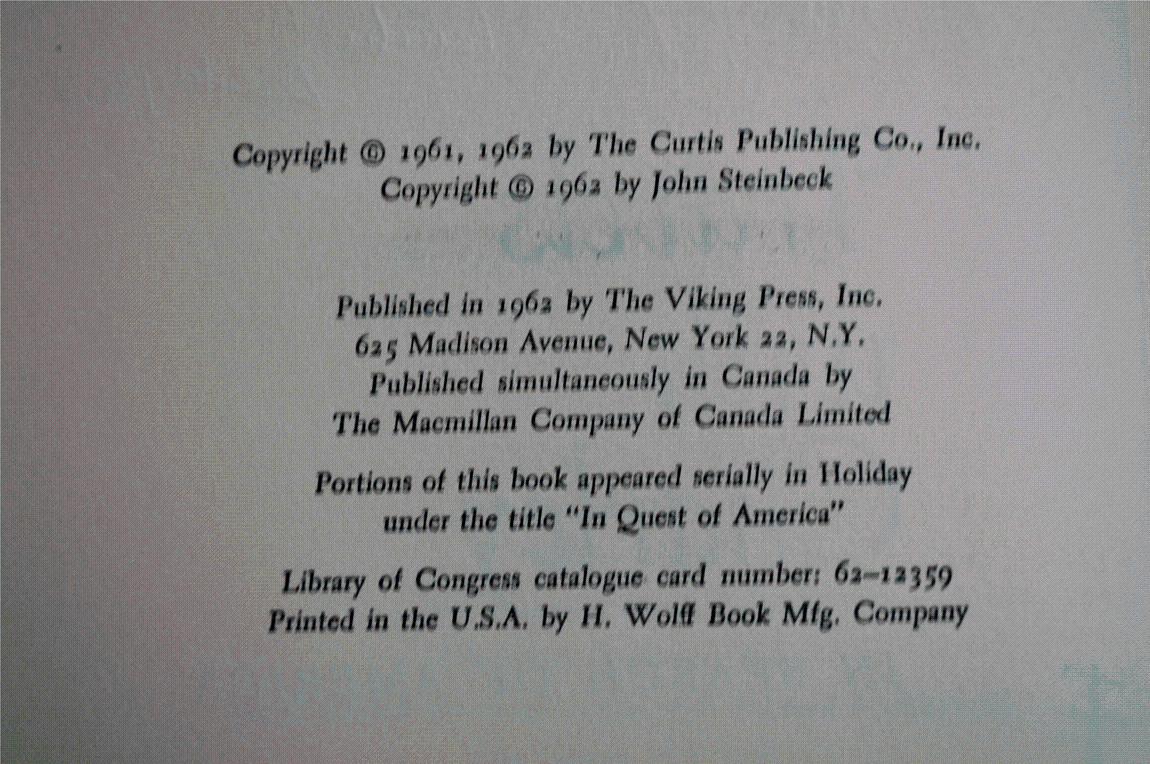 Copyright © 1961, 1962 by The Curtis Publishing Co., Inc.
Copyright © 1962 by John Steinbeck
Published in 1962 by The Viking Press, Inc.
625 Madison Avenue, New York 22, N.Y.
Published simultaneously in Canada by
The Macmillan Company of Canada Limited
Portions of this book appeared serially in Holiday
under the title “In Quest of America”
Library of Congress catalogue card number: 62–12359
Printed in the U.S.A. by H. Wolff Book Mfg. Company